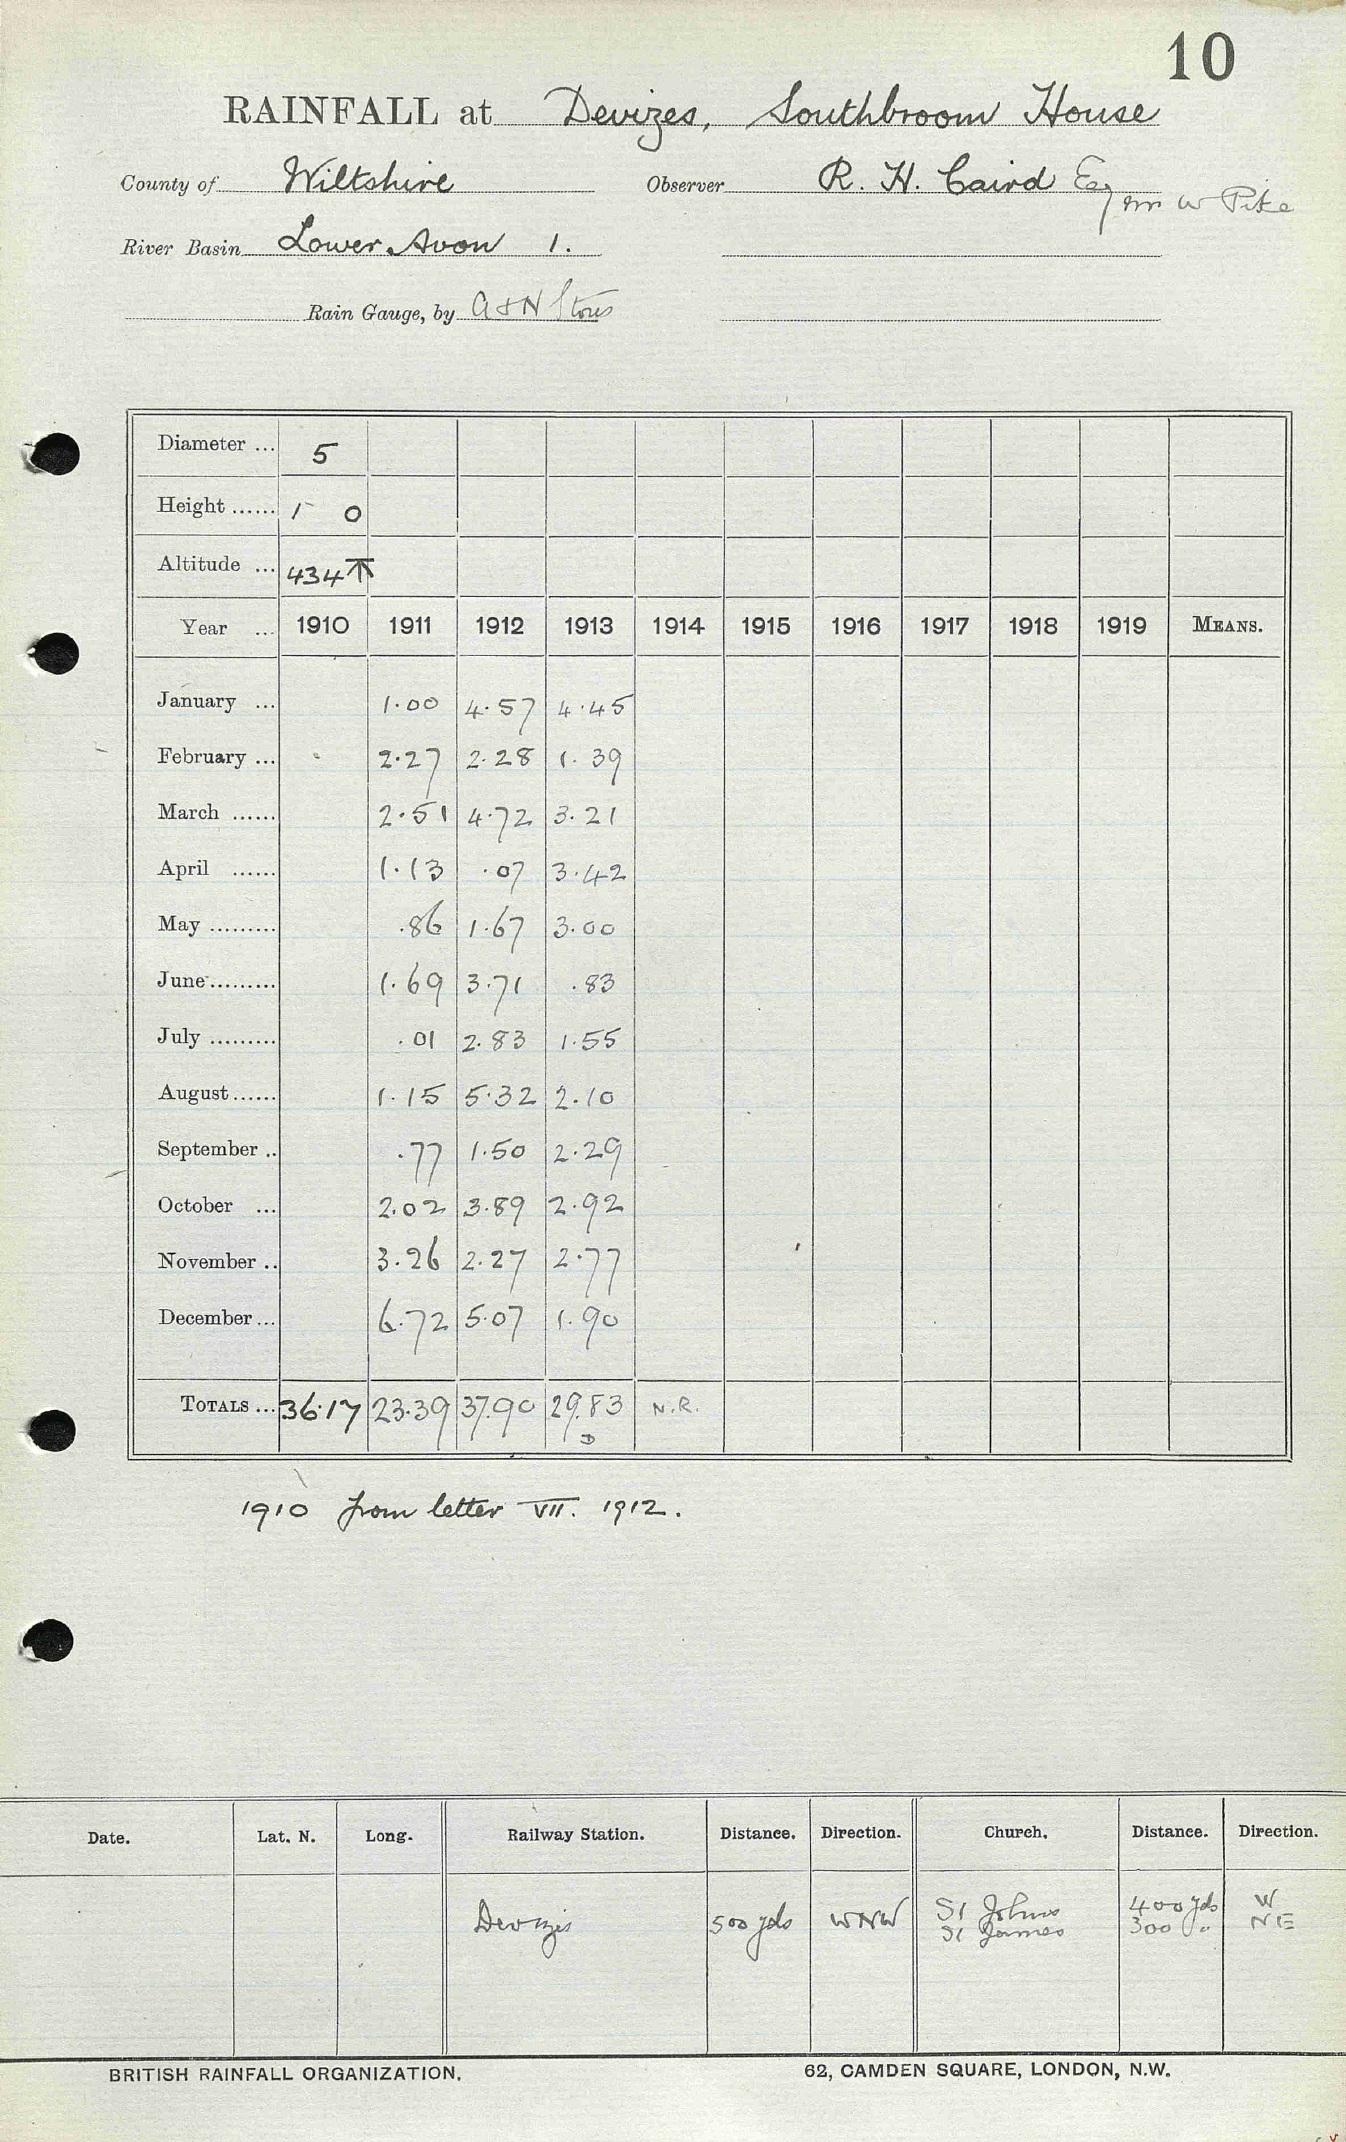 10
RAINFALL at Devizes, Southbroom House
County of Wiltshire Observer R. H. Caird Esq
per W Pike
River Basin Lower Avon 1.
Rain Gauge, by A & N Stores
Diameter ... 5
Height ...... 1 0
Altitude ... 434
Year ... 1910 1911 1912 1913 1914 1915 1916 1917 1918 1919 MEANS.
January ... 1.00 4.57 4.45
February ... 2.27 2.28 1.39
March ...... 2.51 4.72 3.21
April ...... 1.13 .07 3.42
May ......... .86 1.67 3.00
June ......... 1.69 3.71 .83
July ......... .01 2.83 1.55
August ...... 1.15 5.32 2.10
September .. .77 1.50 2.29
October ... 2.02 3.89 2.92
November .. 3.26 2.27 2.77
December ... 6.72 5.07 1.90
TOTALS ... 36.17 23.39 37.90 29.83 N.R.
D
1910 from letter VII. 1912.
Date. Lat. N. Long. Railway Station. Distance. Direction. Church. Distance. Direction.
Devizes 500 yds WNW St Johns 400 yds W
St James 300 " NE
BRITISH RAINFALL ORGANIZATION. 62, CAMDEN SQUARE, LONDON, N.W.